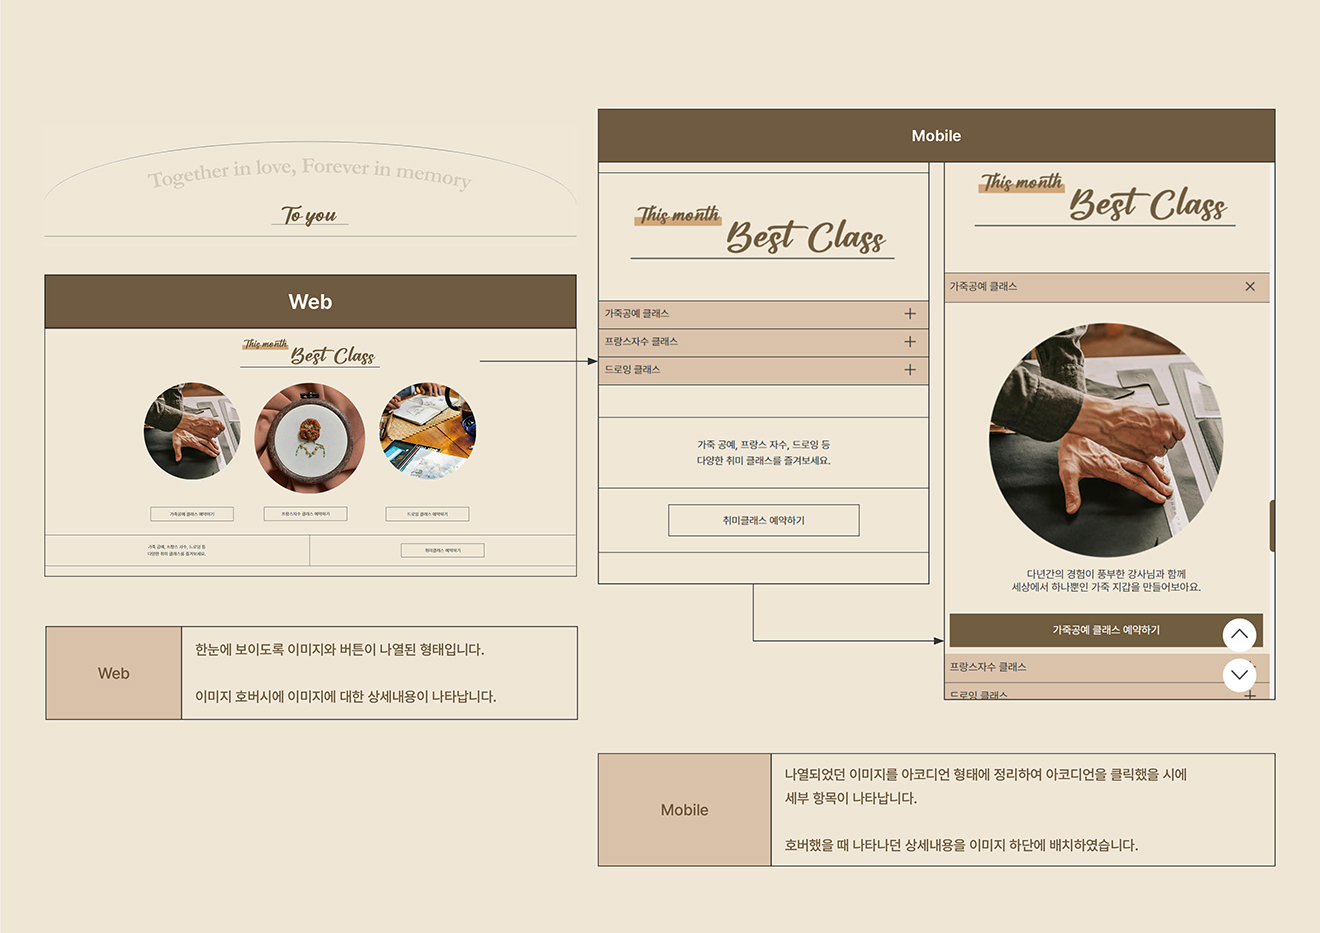 Together in love, Forever in memory
To you
Web
This month
Best Class
가죽공예 클래스 예약하기
프랑스자수 클래스 예약하기
드로잉 클래스 예약하기
가죽 공예, 프랑스 자수, 드로잉 등
다양한 취미 클래스를 즐겨보세요.
취미클래스 예약하기
Web
한눈에 보이도록 이미지와 버튼이 나열된 형태입니다.
이미지 호버시에 이미지에 대한 상세내용이 나타납니다.
Mobile
This month
Best Class
가죽공예 클래스
프랑스자수 클래스
드로잉 클래스
가죽 공예, 프랑스 자수, 드로잉 등
다양한 취미 클래스를 즐겨보세요.
취미클래스 예약하기
This month
Best Class
가죽공예 클래스
다년간의 경험이 풍부한 강사님과 함께
세상에서 하나뿐인 가죽 지갑을 만들어보아요.
가죽공예 클래스 예약하기
프랑스자수 클래스
드로잉 클래스
Mobile
나열되었던 이미지를 아코디언 형태에 정리하여 아코디언을 클릭했을 시에
세부 항목이 나타납니다.
호버했을 때 나타나던 상세내용을 이미지 하단에 배치하였습니다.